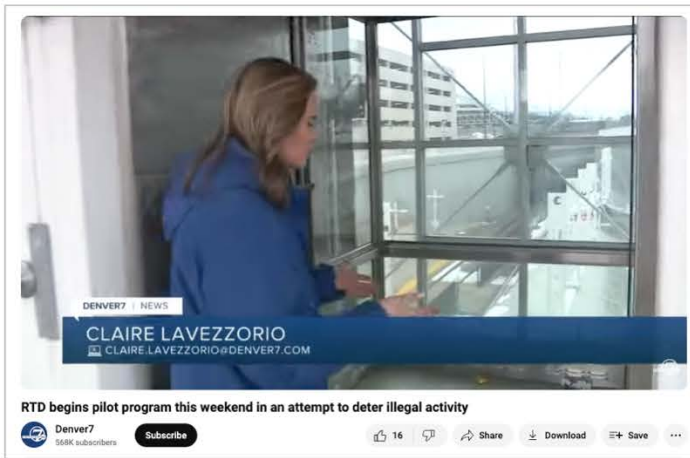 DENVER7 | NEWS
CLAIRE LAVEZZORIO
CLAIRE.LAVEZZORIO@DENVER7.COM
RTD begins pilot program this weekend in an attempt to deter illegal activity
Denver7
568K subscribers
Subscribe
16
Share
Download
Save